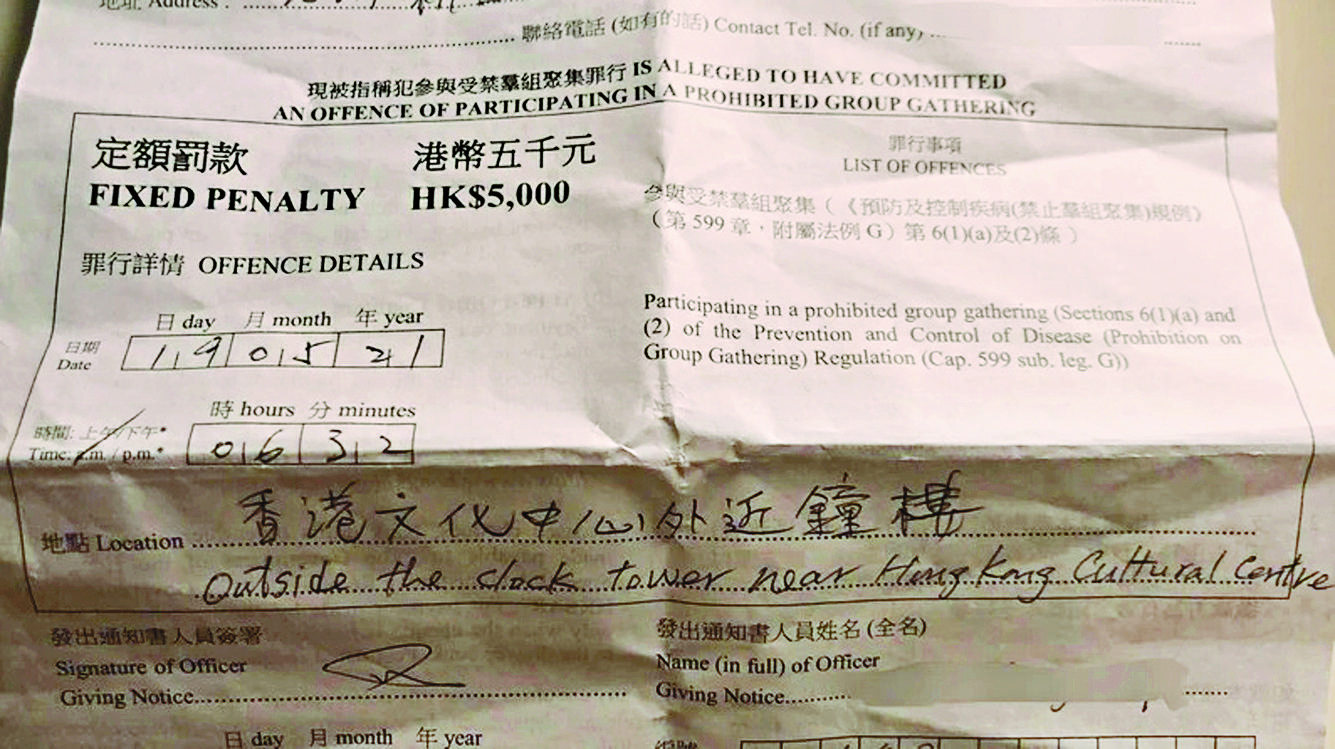 地址 Address :
聯絡電話 (如有的話) Contact Tel. No. (if any)
現被指稱犯參與受禁羣組聚集罪行 IS ALLEGED TO HAVE COMMITTED
AN OFFENCE OF PARTICIPATING IN A PROHIBITED GROUP GATHERING
定額罰款 港幣五千元
FIXED PENALTY HK$5,000
罪行詳情 OFFENCE DETAILS
日 day 月 month 年 year
日期
Date
19 05 21
時 hours 分 minutes
時間: 上午/下午*
Time: a.m. / p.m.*
06 32
罪行事項
LIST OF OFFENCES
參與受禁羣組聚集(《預防及控制疾病(禁止羣組聚集)規例》
(第 599 章,附屬法例 G)第 6(1)(a)及(2)條)
Participating in a prohibited group gathering (Sections 6(1)(a) and
(2) of the Prevention and Control of Disease (Prohibition on
Group Gathering) Regulation (Cap. 599 sub. leg. G))
地點 Location 香港文化中心外近鐘樓
Outside the clock tower near Hong Kong Cultural Centre
發出通知書人員簽署
Signature of Officer
Giving Notice
發出通知書人員姓名 (全名)
Name (in full) of Officer
Giving Notice
日 day 月 month 年 year